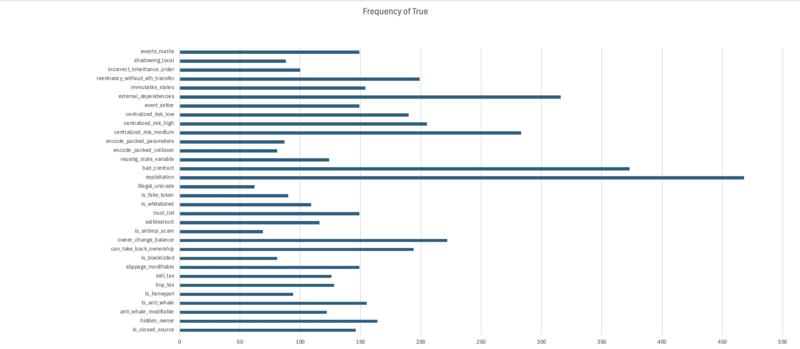 Frequency of True
events_maths
shadowing_local
incorrect_inheritance_order
reentrancy_without_eth_transfer
immutable_states
external_dependencies
event_setter
centralized_risk_low
centralized_risk_high
centralized_risk_medium
encode_packed_parameters
encode_packed_collision
reusing_state_variable
bad_contract
exploitation
illegal_unicode
is_fake_token
is_whitelisted
trust_list
selfdestruct
is_airdrop_scam
owner_change_balance
can_take_back_ownership
is_blacklisted
slippage_modifiable
sell_tax
buy_tax
is_honeypot
is_anti_whale
anti_whale_modifiable
hidden_owner
is_closed_source
0 50 100 150 200 250 300 350 400 450 500